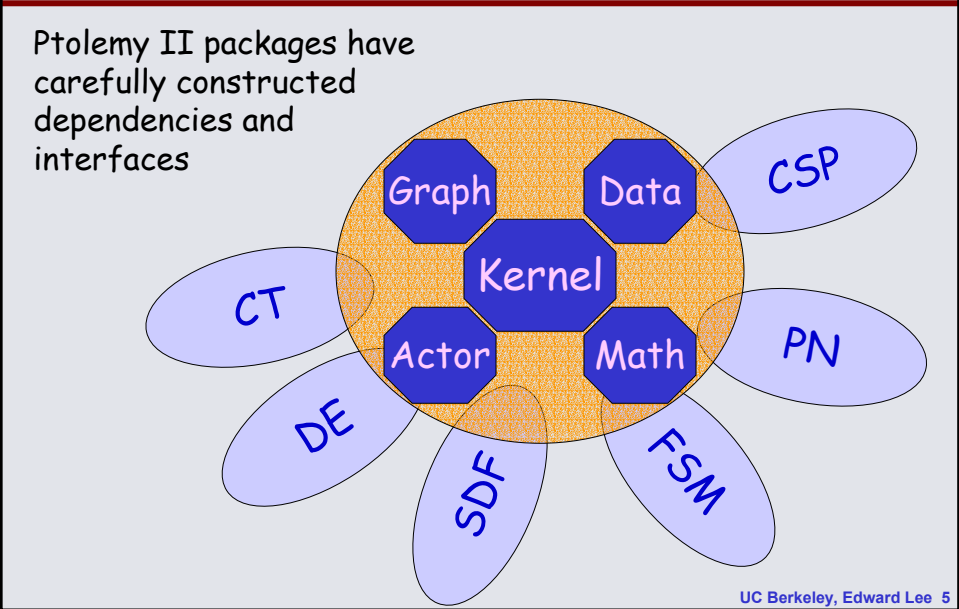 Ptolemy II packages have
carefully constructed
dependencies and
interfaces
Graph
Data
CSP
Kernel
CT
Actor
Math
PN
DE
SDF
FSM
UC Berkeley, Edward Lee 5